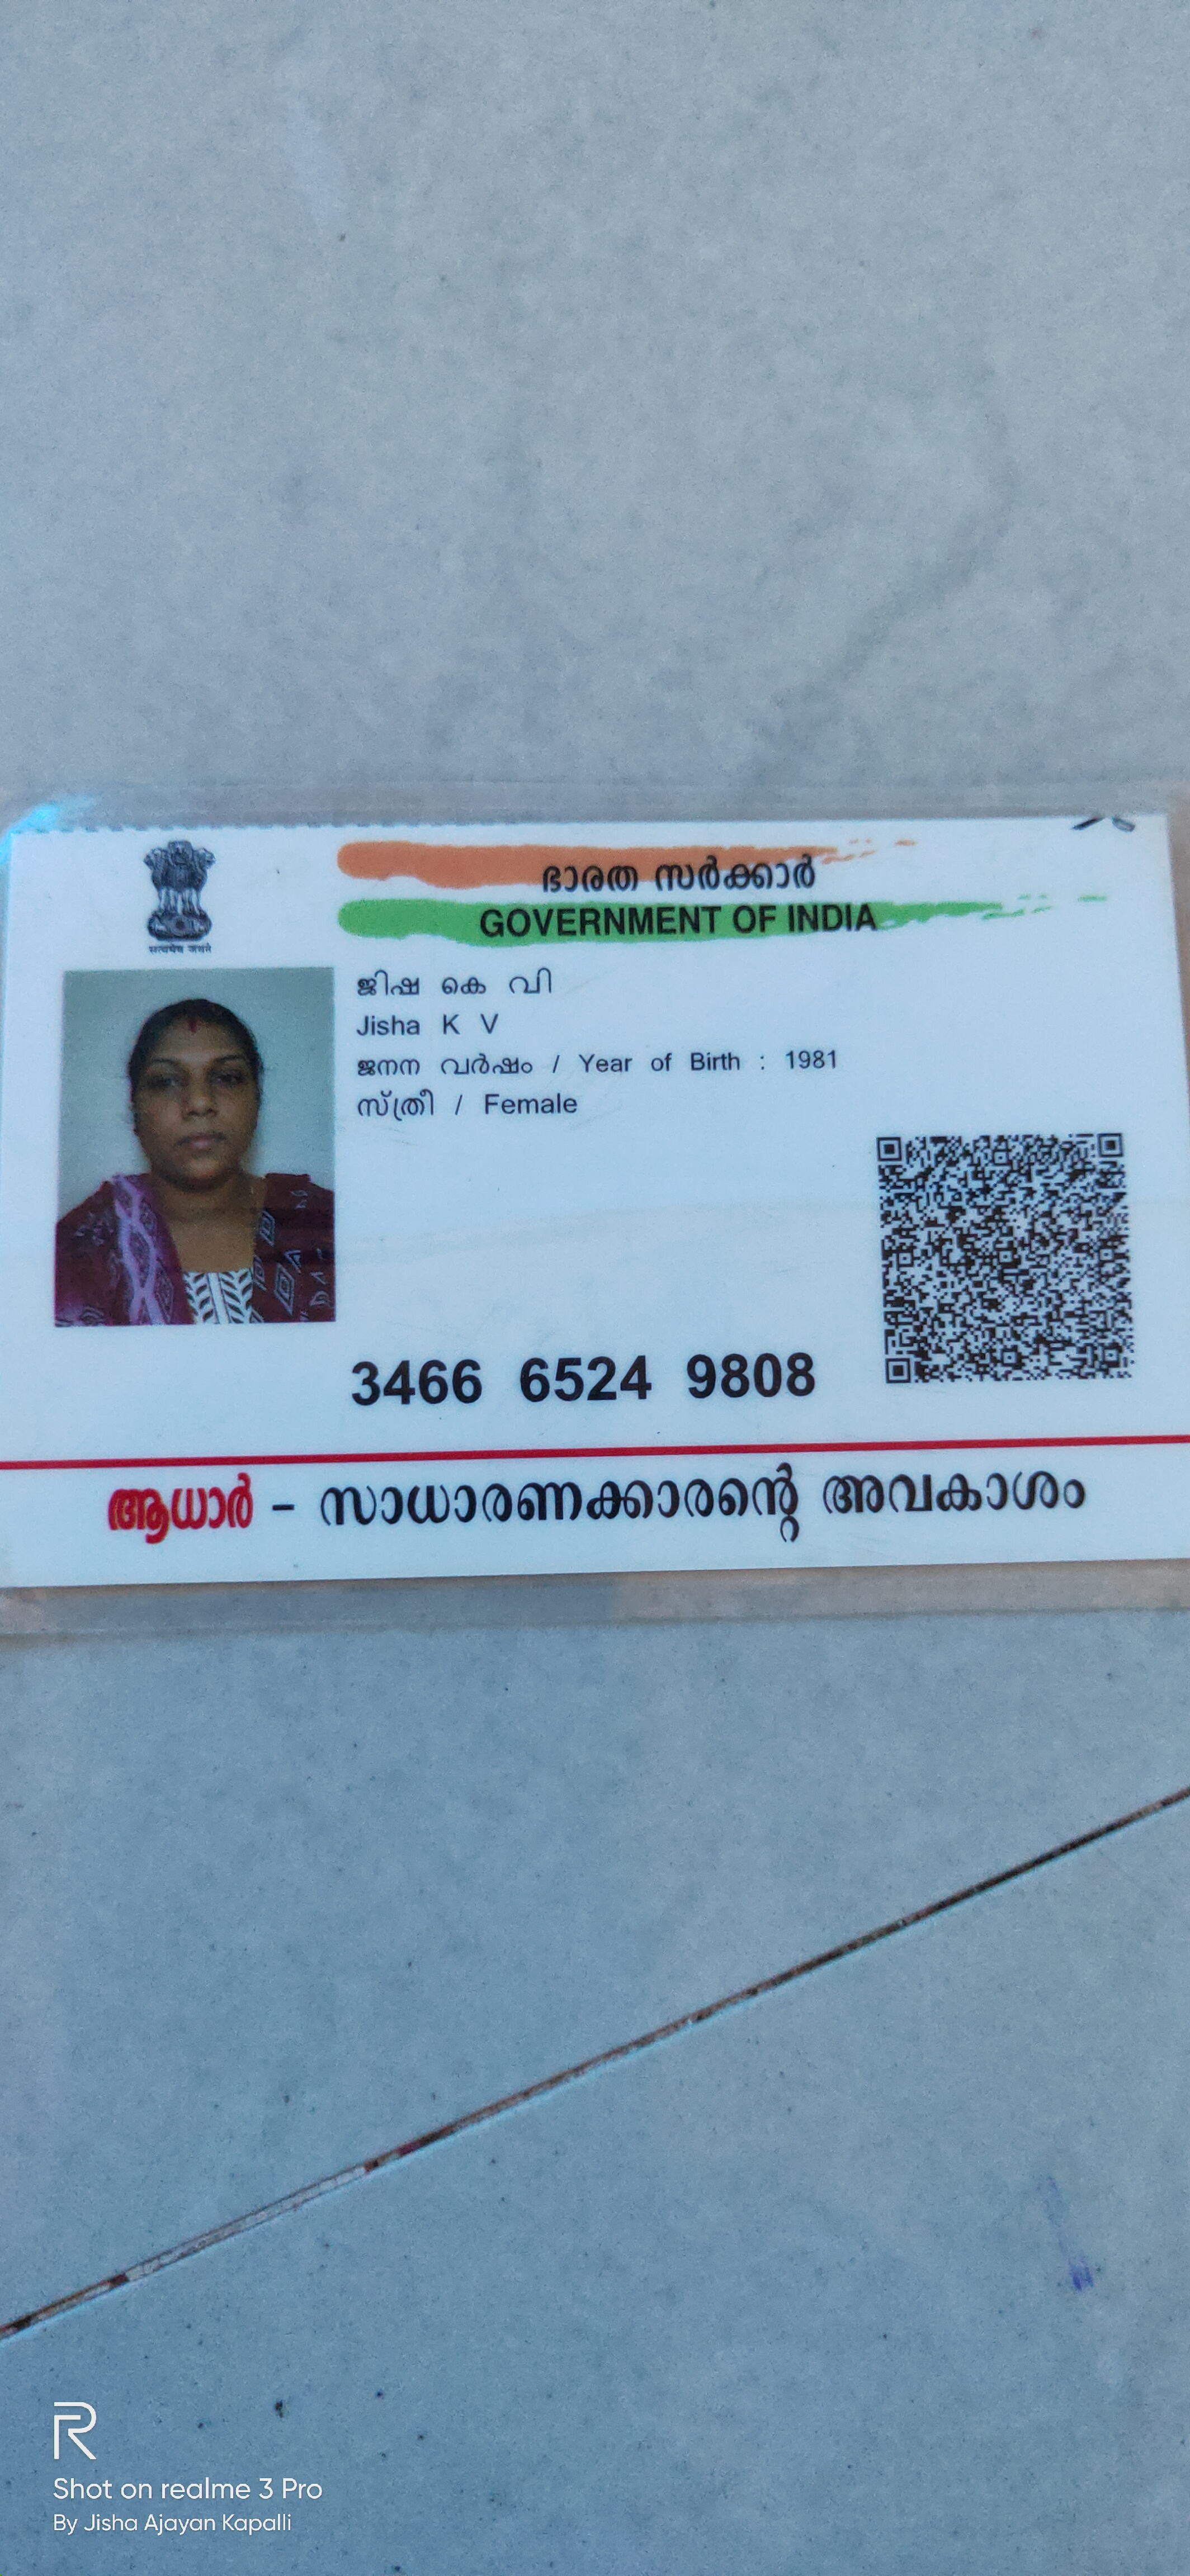 ഭാരത സർക്കാർ
GOVERNMENT OF INDIA
सत्यमेव जयते
ജിഷ കെ വി
Jisha K V
ജനന വർഷം / Year of Birth : 1981
സ്ത്രീ / Female
3466 6524 9808
ആധാർ – സാധാരണക്കാരന്റെ അവകാശം
Shot on realme 3 Pro
By Jisha Ajayan Kapalli